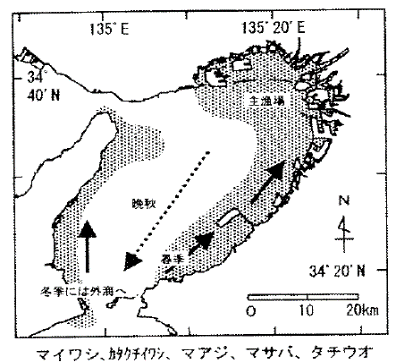 135°E
135°20'E
34°
40'N
主漁場
晩秋
N
春季
34°20'N
冬季には外海へ
0 10 20km
マイワシ、カタクチイワシ、マアジ、マサバ、タチウオ